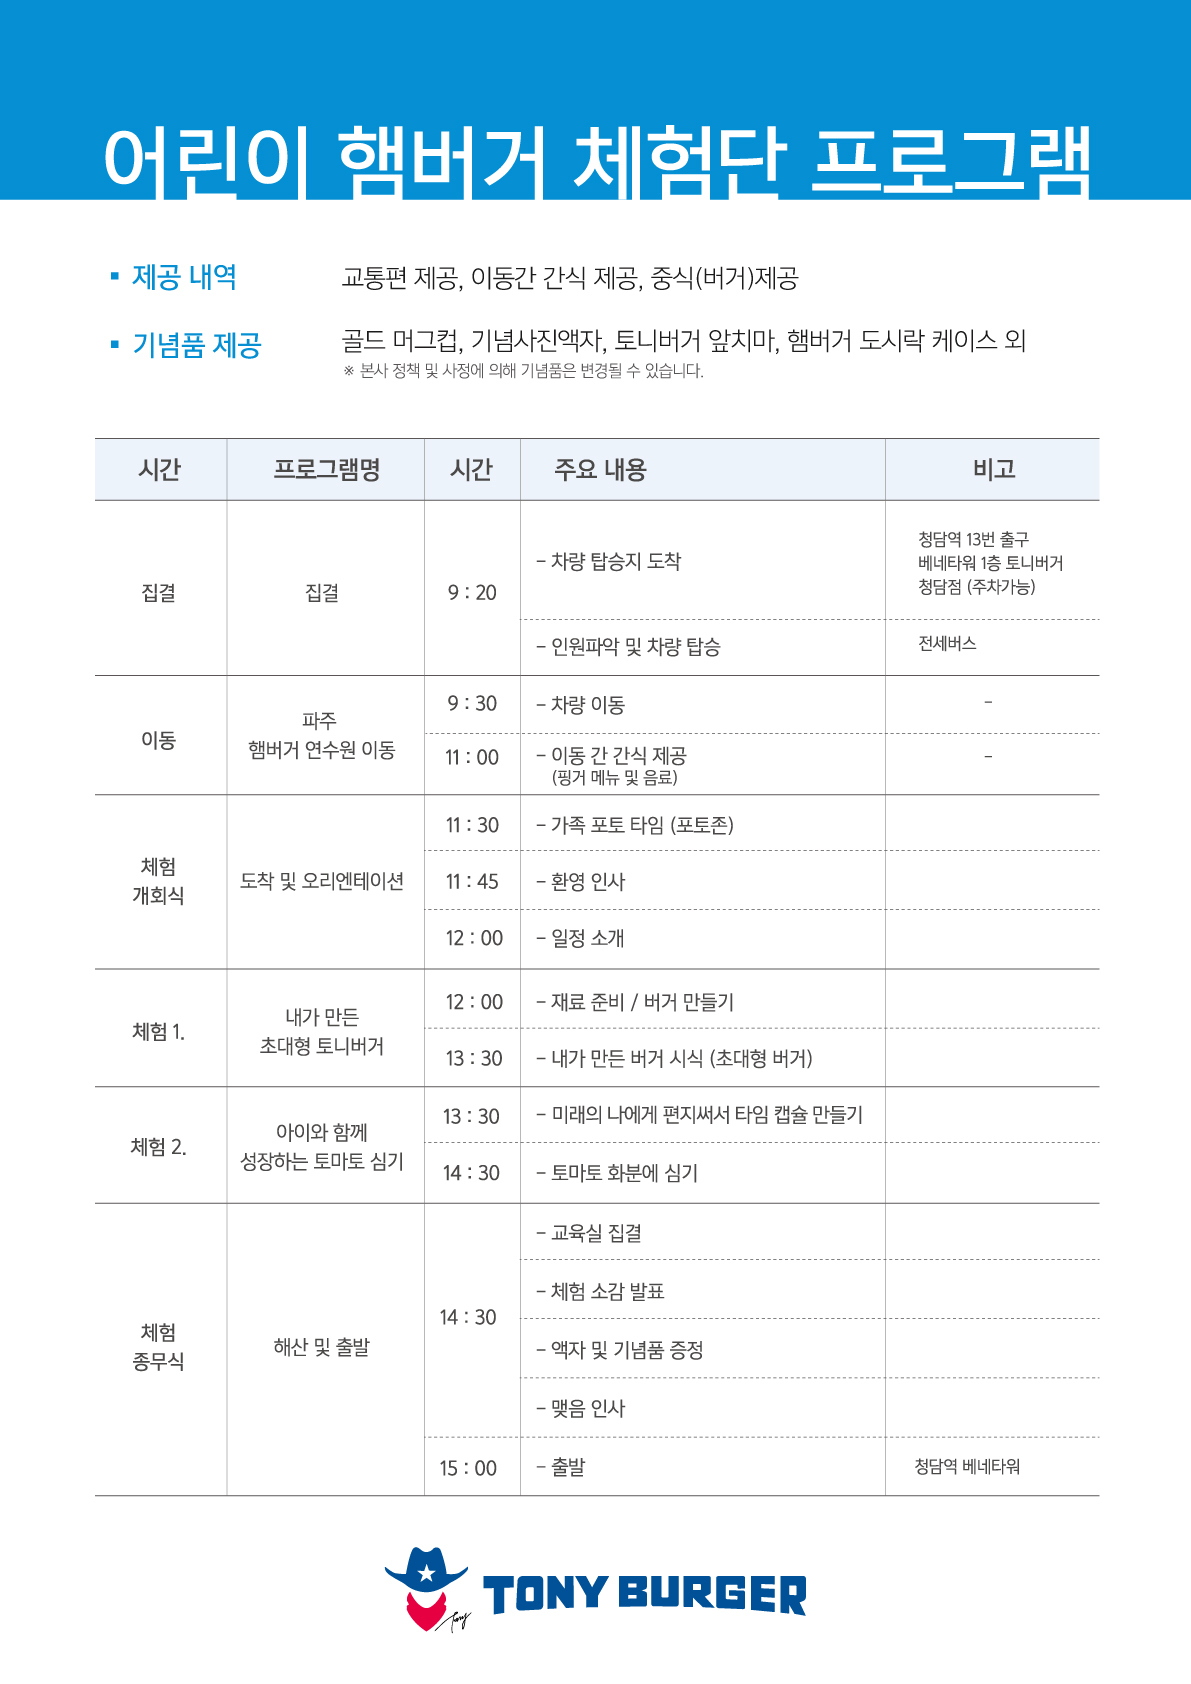 어린이 햄버거 체험단 프로그램
▪ 제공 내역 교통편 제공, 이동간 간식 제공, 중식(버거)제공
▪ 기념품 제공 골드 머그컵, 기념사진액자, 토니버거 앞치마, 햄버거 도시락 케이스 외
※ 본사 정책 및 사정에 의해 기념품은 변경될 수 있습니다.
시간 프로그램명 시간 주요 내용 비고
집결 집결 9 : 20
– 차량 탑승지 도착
청담역 13번 출구
베네타워 1층 토니버거
청담점 (주차가능)
– 인원파악 및 차량 탑승 전세버스
이동
파주
햄버거 연수원 이동
9 : 30 – 차량 이동 –
11 : 00 – 이동 간 간식 제공 –
(핑거 메뉴 및 음료)
체험
개회식
도착 및 오리엔테이션
11 : 30 – 가족 포토 타임 (포토존)
11 : 45 – 환영 인사
12 : 00 – 일정 소개
체험 1.
내가 만든
초대형 토니버거
12 : 00 – 재료 준비 / 버거 만들기
13 : 30 – 내가 만든 버거 시식 (초대형 버거)
체험 2.
아이와 함께
성장하는 토마토 심기
13 : 30 – 미래의 나에게 편지써서 타임 캡슐 만들기
14 : 30 – 토마토 화분에 심기
체험
종무식
해산 및 출발
14 : 30
– 교육실 집결
– 체험 소감 발표
– 액자 및 기념품 증정
– 맺음 인사
15 : 00 – 출발 청담역 베네타워
Tony
TONY BURGER